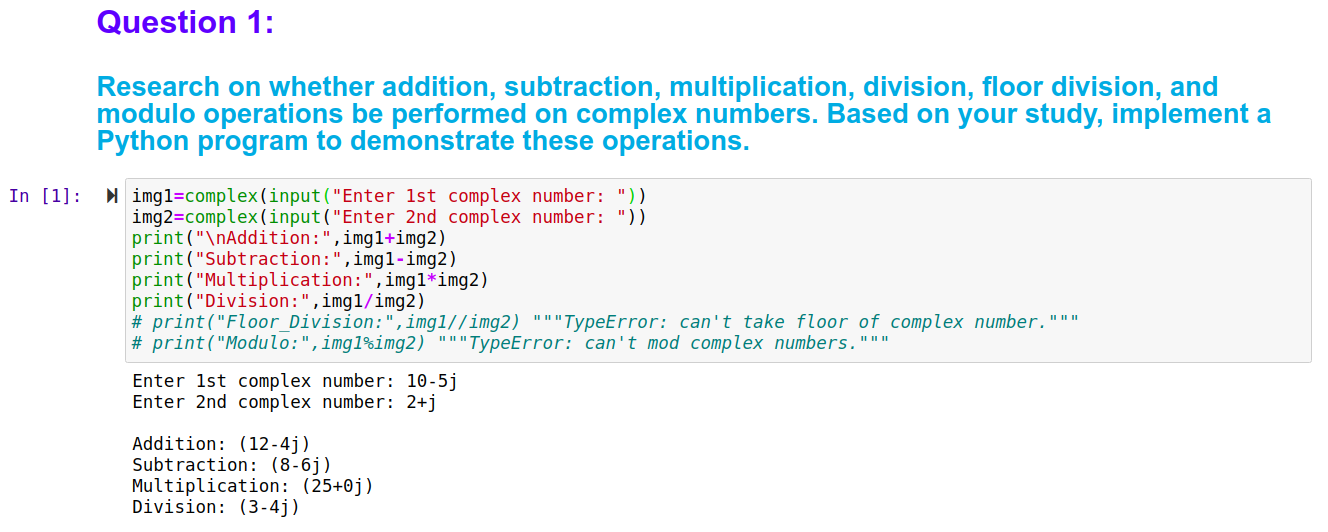 Question 1:
Research on whether addition, subtraction, multiplication, division, floor division, and
modulo operations be performed on complex numbers. Based on your study, implement a
Python program to demonstrate these operations.
In [1]: img1=complex(input("Enter 1st complex number: "))
img2=complex(input("Enter 2nd complex number: "))
print("\nAddition:",img1+img2)
print("Subtraction:",img1-img2)
print("Multiplication:",img1*img2)
print("Division:",img1/img2)
# print("Floor_Division:",img1//img2) """TypeError: can't take floor of complex number."""
# print("Modulo:",img1%img2) """TypeError: can't mod complex numbers."""
Enter 1st complex number: 10-5j
Enter 2nd complex number: 2+j
Addition: (12-4j)
Subtraction: (8-6j)
Multiplication: (25+0j)
Division: (3-4j)